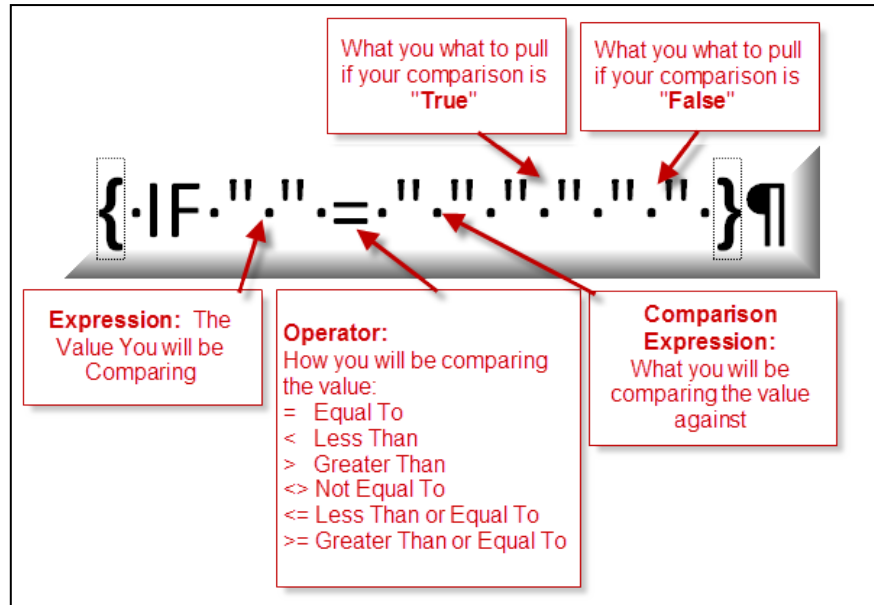 What you what to pull
if your comparison is
"True"
What you what to pull
if your comparison is
"False"
{·IF·"·"·=·"·"·"·"·"·"·}¶
Expression: The
Value You will be
Comparing
Operator:
How you will be comparing
the value:
= Equal To
< Less Than
> Greater Than
<> Not Equal To
<= Less Than or Equal To
>= Greater Than or Equal To
Comparison
Expression:
What you will be
comparing the value
against